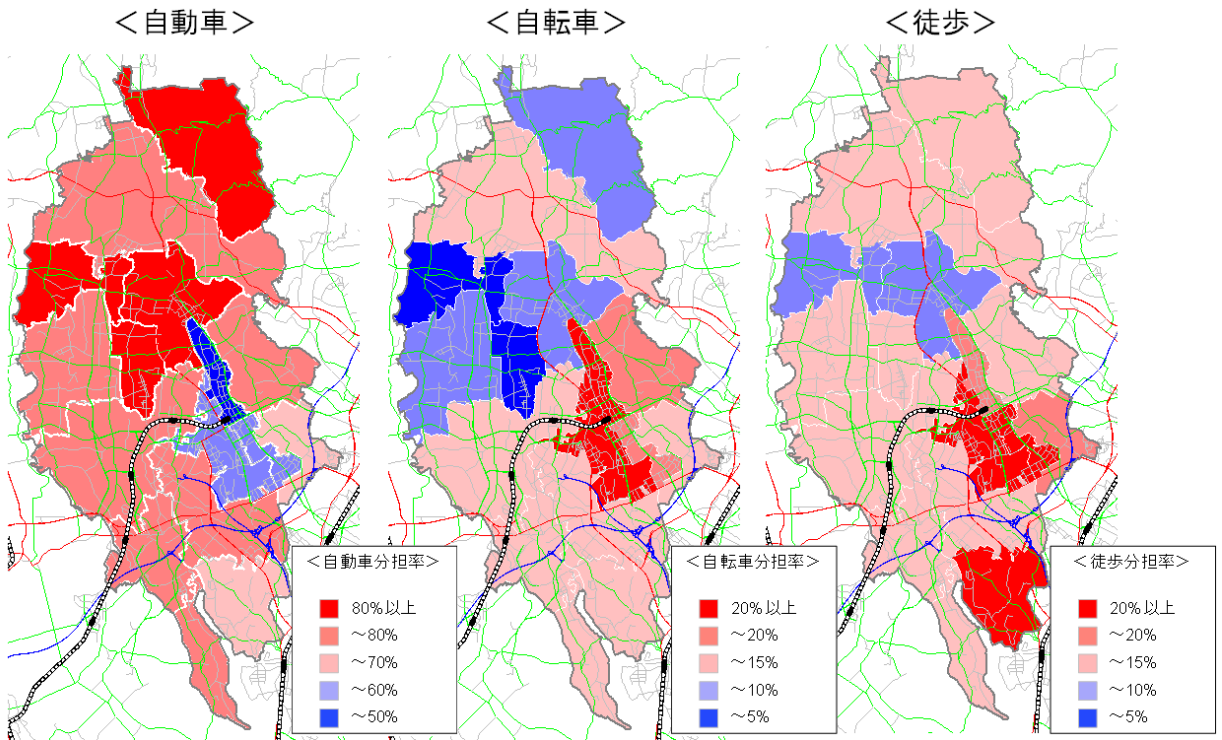 ＜自動車＞
＜自転車＞
＜徒歩＞
＜自動車分担率＞
80%以上
～80%
～70%
～60%
～50%
＜自転車分担率＞
20%以上
～20%
～15%
～10%
～5%
＜徒歩分担率＞
20%以上
～20%
～15%
～10%
～5%